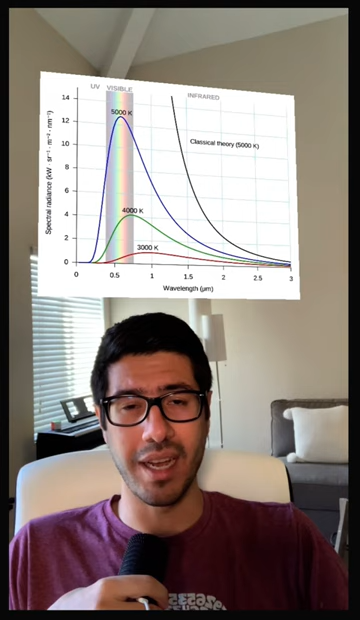 UV VISIBLE INFRARED
14
12
10
8
6
4
2
0
Spectral radiance (kW · sr⁻¹ · m⁻² · nm⁻¹)
5000 K
Classical theory (5000 K)
4000 K
3000 K
0 0.5 1 1.5 2 2.5 3
Wavelength (μm)